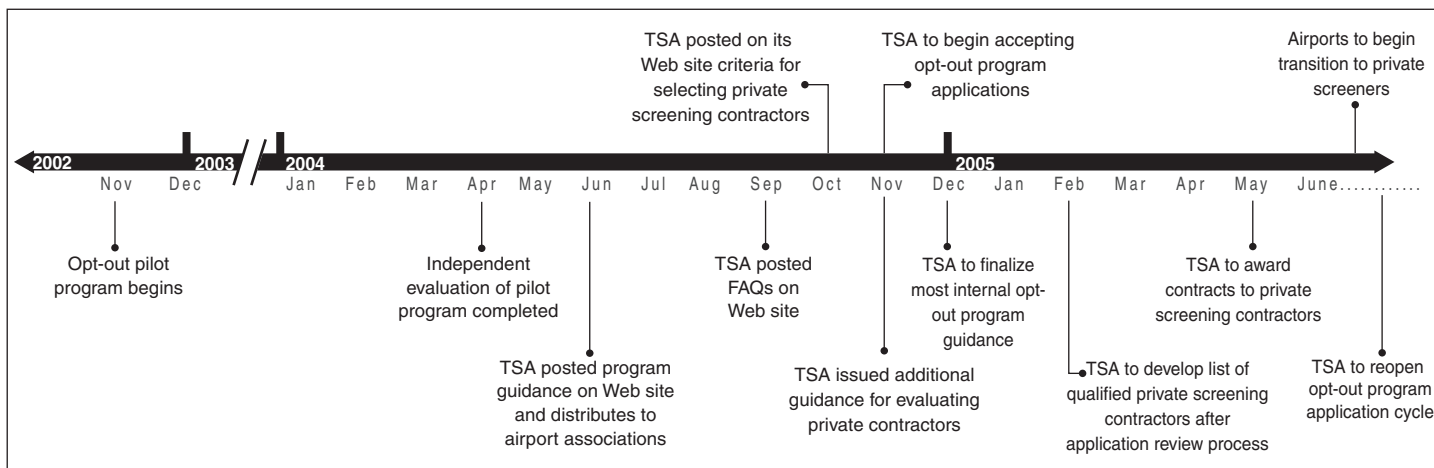 TSA posted on its
Web site criteria for
selecting private
screening contractors
TSA to begin accepting
opt-out program
applications
Airports to begin
transition to private
screeners
2002 2003 2004 2005
Nov Dec Jan Feb Mar Apr May Jun Jul Aug Sep Oct Nov Dec Jan Feb Mar Apr May June............
Opt-out pilot
program begins
Independent
evaluation of pilot
program completed
TSA posted program
guidance on Web site
and distributes to
airport associations
TSA posted
FAQs on
Web site
TSA issued additional
guidance for evaluating
private contractors
TSA to finalize
most internal opt-
out program
guidance
TSA to develop list of
qualified private screening
contractors after
application review process
TSA to award
contracts to private
screening contractors
TSA to reopen
opt-out program
application cycle